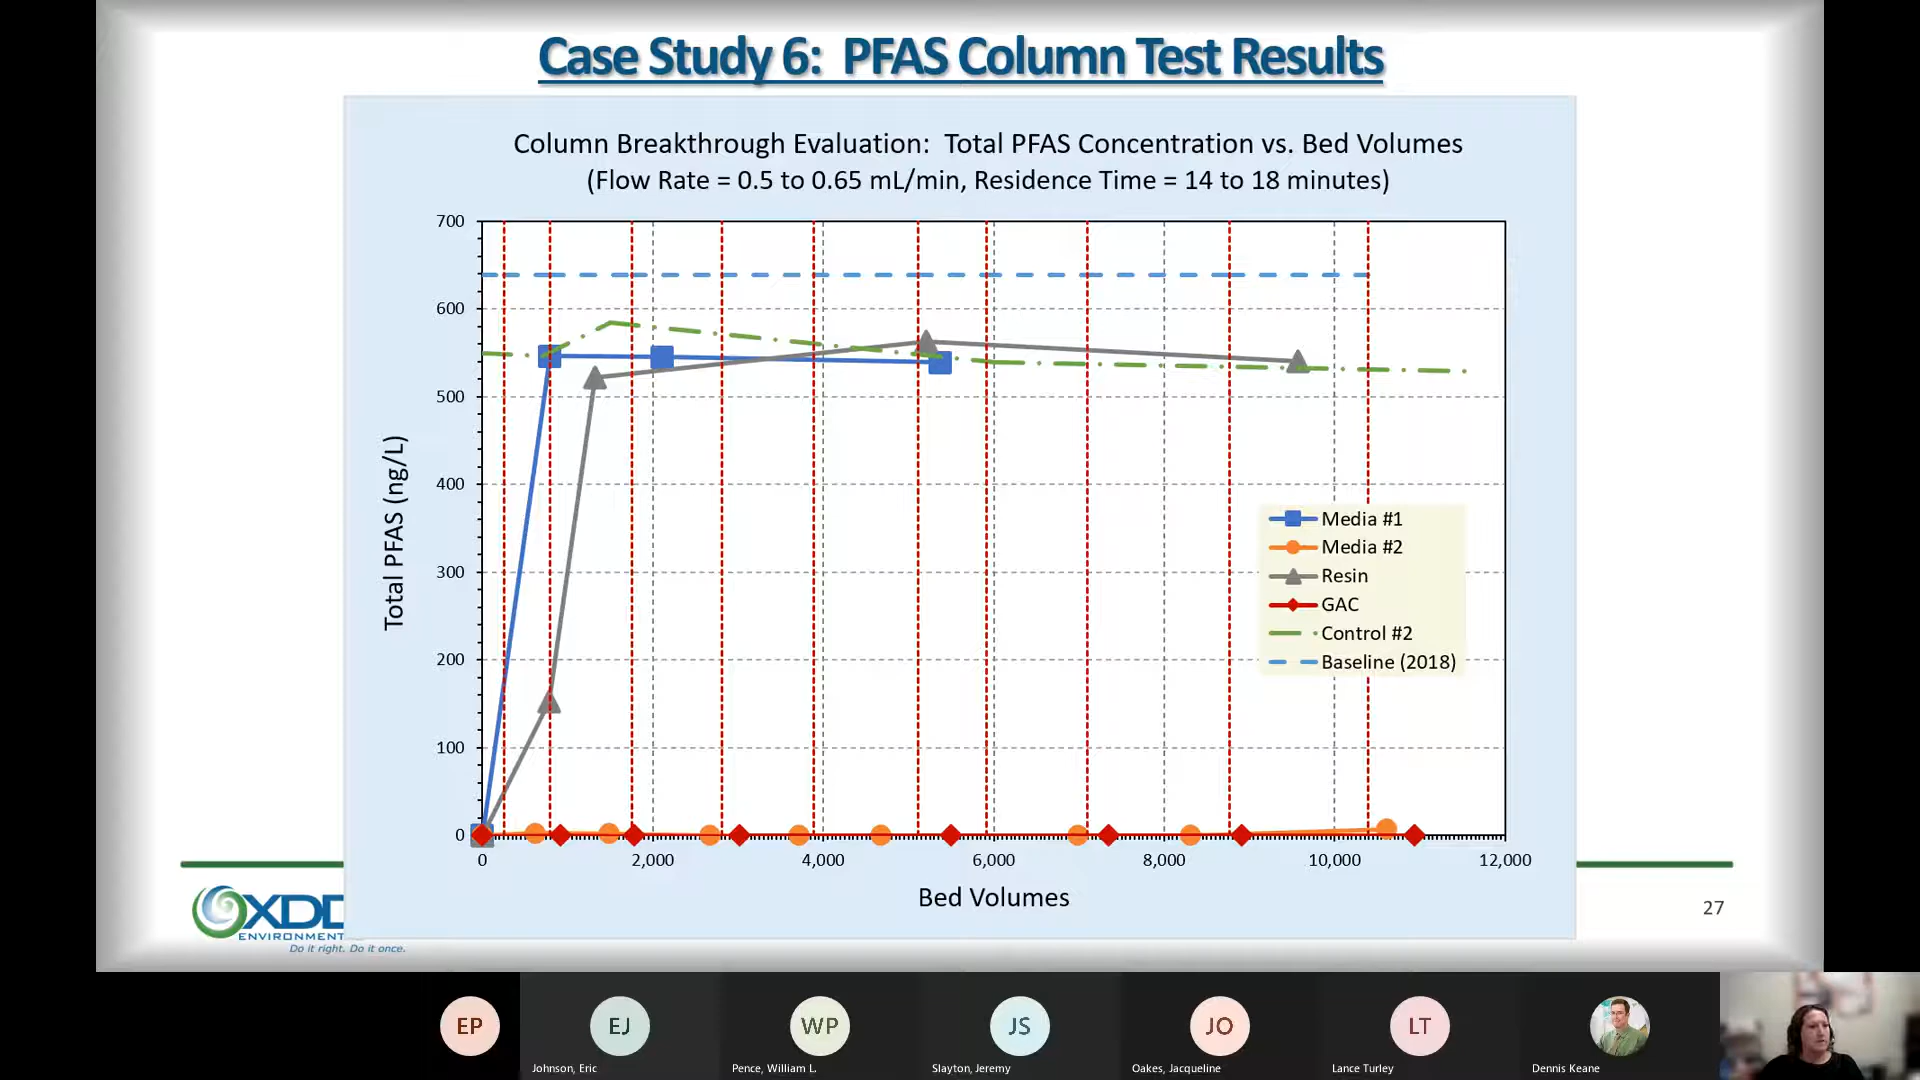 Case Study 6: PFAS Column Test Results
Column Breakthrough Evaluation: Total PFAS Concentration vs. Bed Volumes
(Flow Rate = 0.5 to 0.65 mL/min, Residence Time = 14 to 18 minutes)
700
600
500
400
300
200
100
0
Total PFAS (ng/L)
Media #1
Media #2
Resin
GAC
Control #2
Baseline (2018)
0
2,000
4,000
6,000
8,000
10,000
12,000
Bed Volumes
XDD
ENVIRONMENT
Do it right. Do it once.
27
EP
EJ
WP
JS
JO
LT
Johnson, Eric
Pence, William L.
Slayton, Jeremy
Oakes, Jacqueline
Lance Turley
Dennis Keane